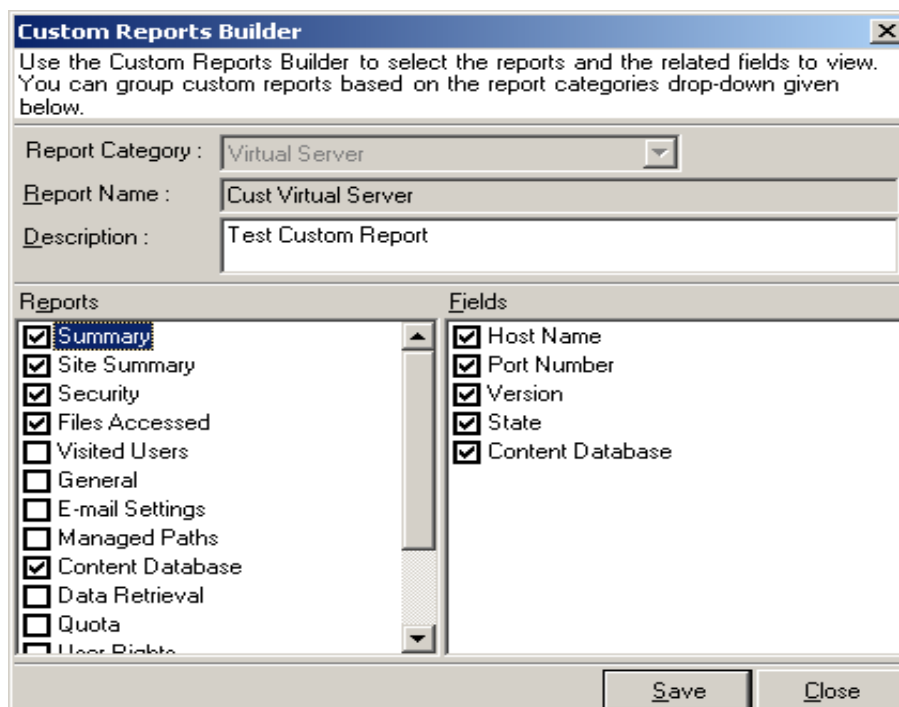 Custom Reports Builder
Use the Custom Reports Builder to select the reports and the related fields to view.
You can group custom reports based on the report categories drop-down given
below.
Report Category : Virtual Server
Report Name : Cust Virtual Server
Description : Test Custom Report
Reports
Summary
Site Summary
Security
Files Accessed
Visited Users
General
E-mail Settings
Managed Paths
Content Database
Data Retrieval
Quota
User Rights
Fields
Host Name
Port Number
Version
State
Content Database
Save Close